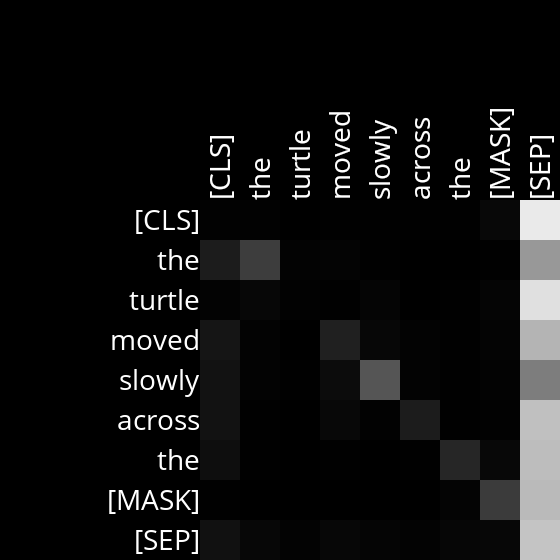 [CLS] the turtle moved slowly across the [MASK] [SEP]
[CLS]
the
turtle
moved
slowly
across
the
[MASK]
[SEP]